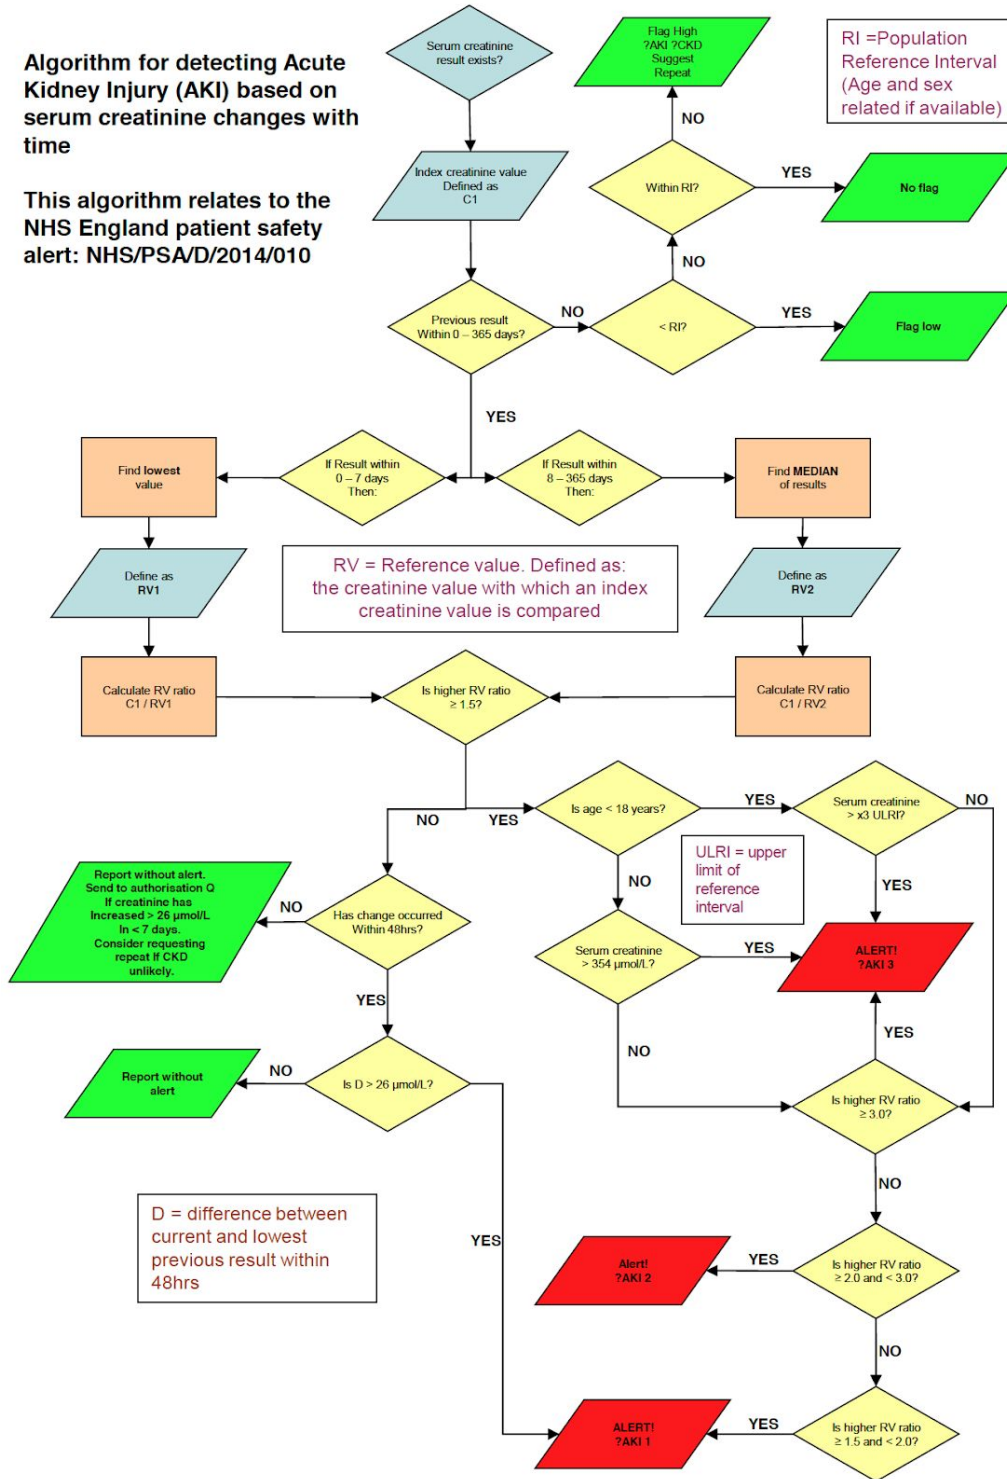 Algorithm for detecting Acute
Kidney Injury (AKI) based on
serum creatinine changes with
time
This algorithm relates to the
NHS England patient safety
alert: NHS/PSA/D/2014/010
Serum creatinine
result exists?
Flag High
?AKI ?CKD
Suggest
Repeat
RI =Population
Reference Interval
(Age and sex
related if available)
NO
Index creatinine value
Defined as
C1
Within RI?
YES
No flag
NO
Previous result
Within 0 – 365 days?
NO
< RI?
YES
Flag low
YES
Find lowest
value
If Result within
0 – 7 days
Then:
If Result within
8 – 365 days
Then:
Find MEDIAN
of results
Define as
RV1
RV = Reference value. Defined as:
the creatinine value with which an index
creatinine value is compared
Define as
RV2
Calculate RV ratio
C1 / RV1
Is higher RV ratio
≥ 1.5?
Calculate RV ratio
C1 / RV2
NO
YES
Is age < 18 years?
YES
Serum creatinine
> x3 ULRI?
NO
ULRI = upper
limit of
reference
interval
NO
YES
Report without alert.
Send to authorisation Q
If creatinine has
Increased > 26 µmol/L
In < 7 days.
Consider requesting
repeat If CKD
unlikely.
NO
Has change occurred
Within 48hrs?
Serum creatinine
> 354 µmol/L?
YES
ALERT!
?AKI 3
YES
NO
YES
Report without
alert
NO
Is D > 26 µmol/L?
Is higher RV ratio
≥ 3.0?
NO
D = difference between
current and lowest
previous result within
48hrs
YES
Alert!
?AKI 2
YES
Is higher RV ratio
≥ 2.0 and < 3.0?
NO
ALERT!
?AKI 1
YES
Is higher RV ratio
≥ 1.5 and < 2.0?